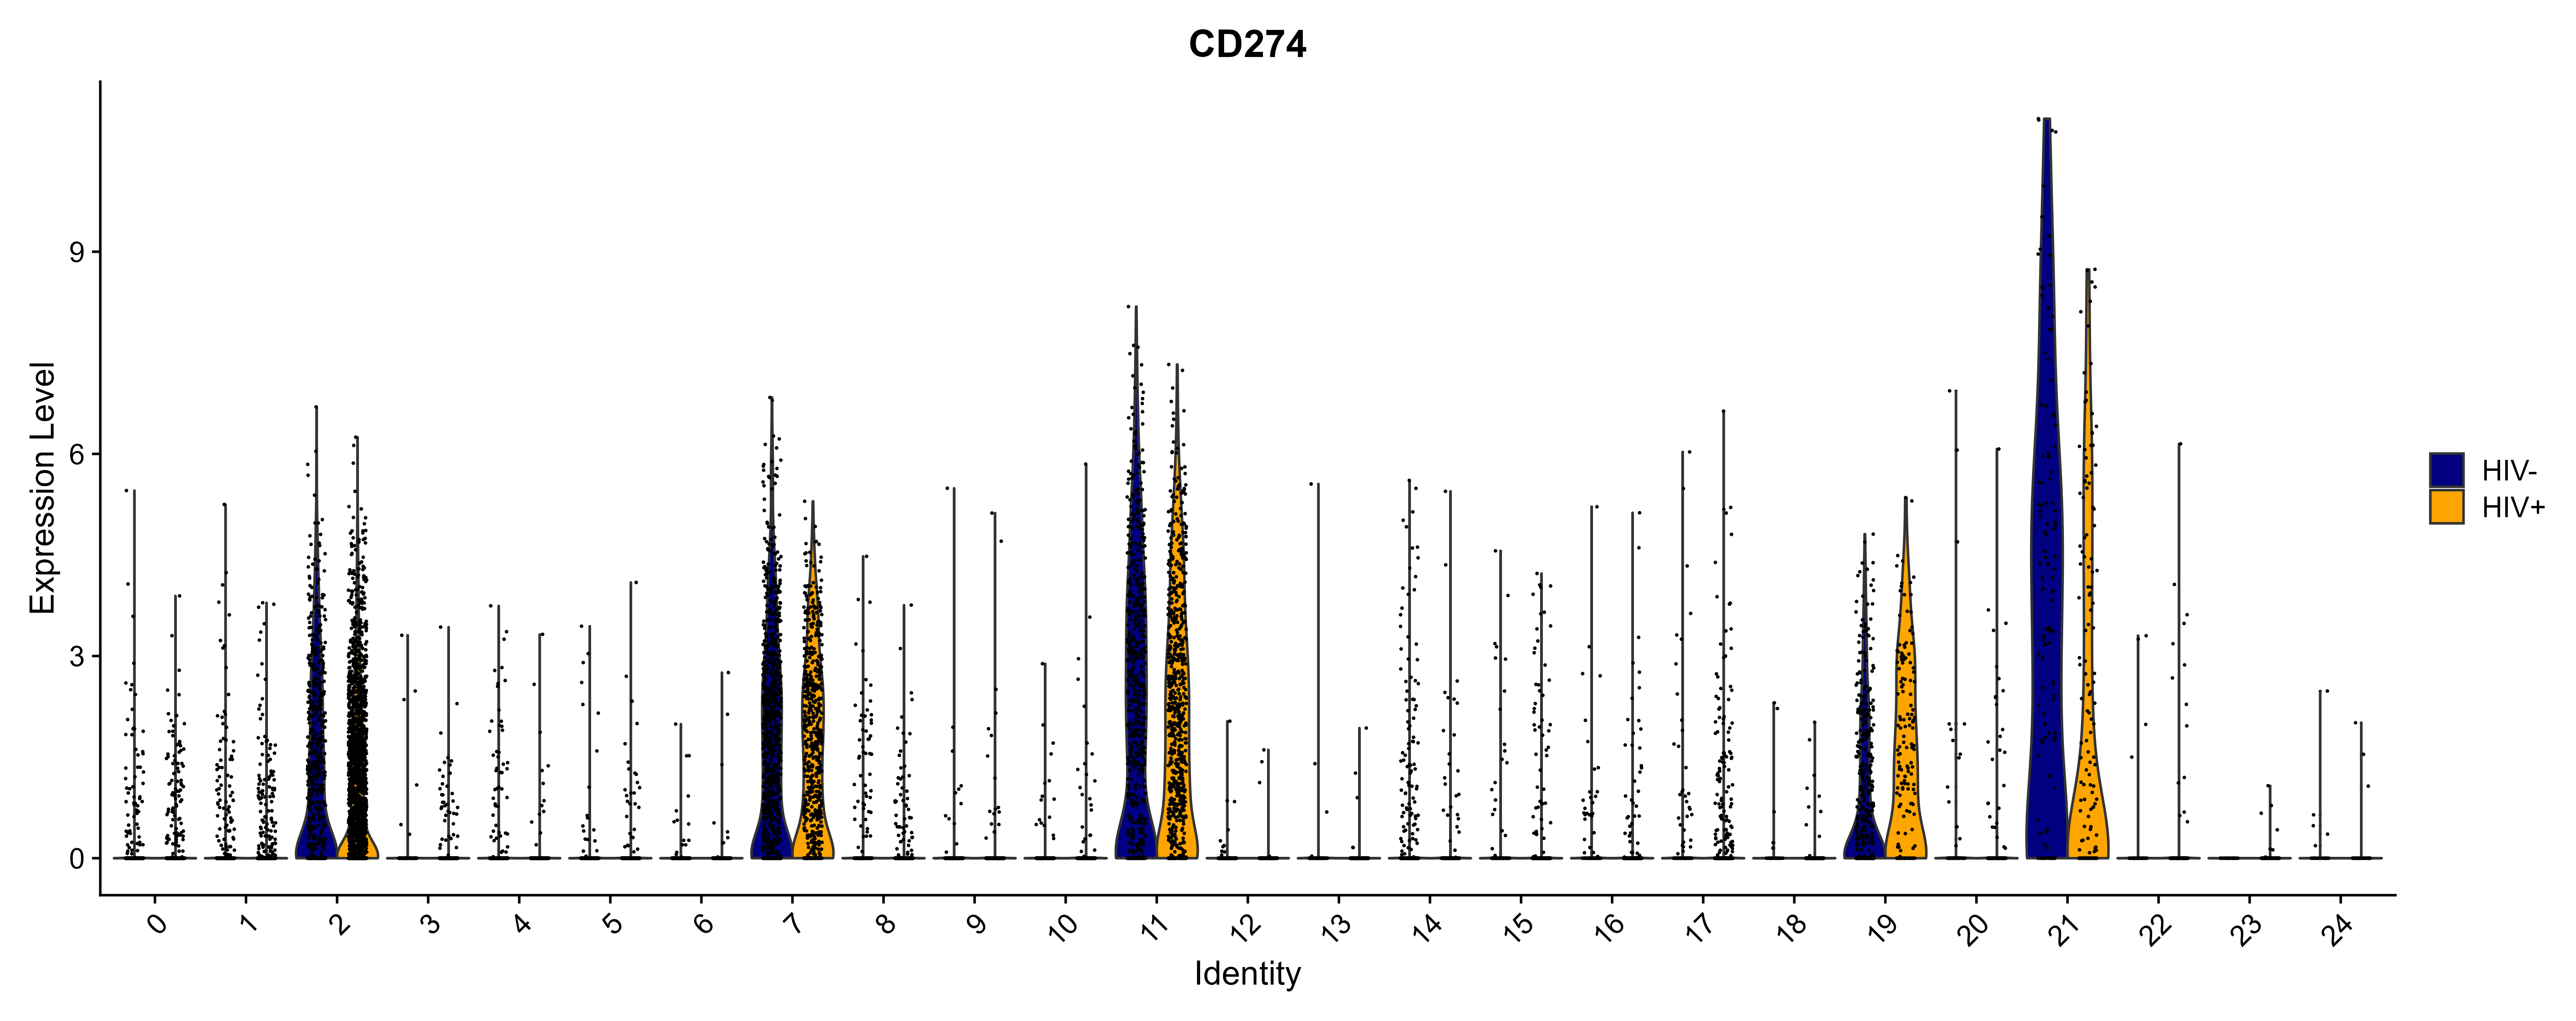 CD274
Expression Level
9
6
3
0
0 1 2 3 4 5 6 7 8 9 10 11 12 13 14 15 16 17 18 19 20 21 22 23 24
Identity
HIV-
HIV+